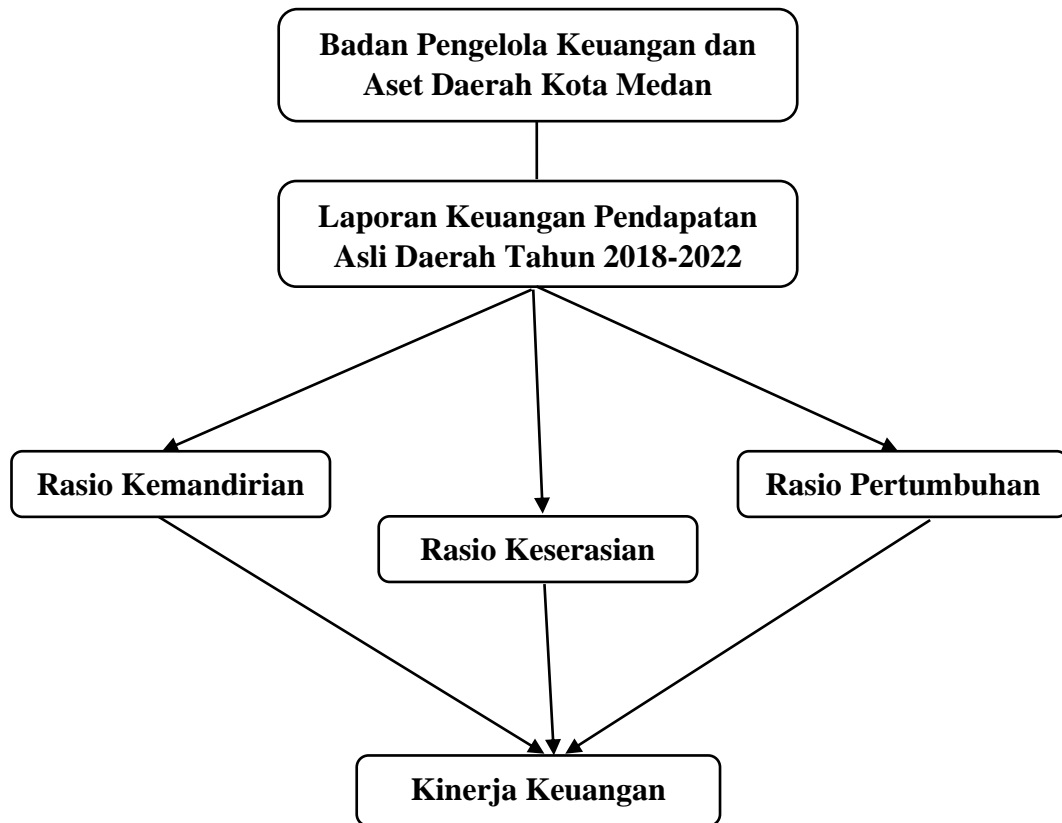 Badan Pengelola Keuangan dan
Aset Daerah Kota Medan
Laporan Keuangan Pendapatan
Asli Daerah Tahun 2018-2022
Rasio Kemandirian
Rasio Pertumbuhan
Rasio Keserasian
Kinerja Keuangan